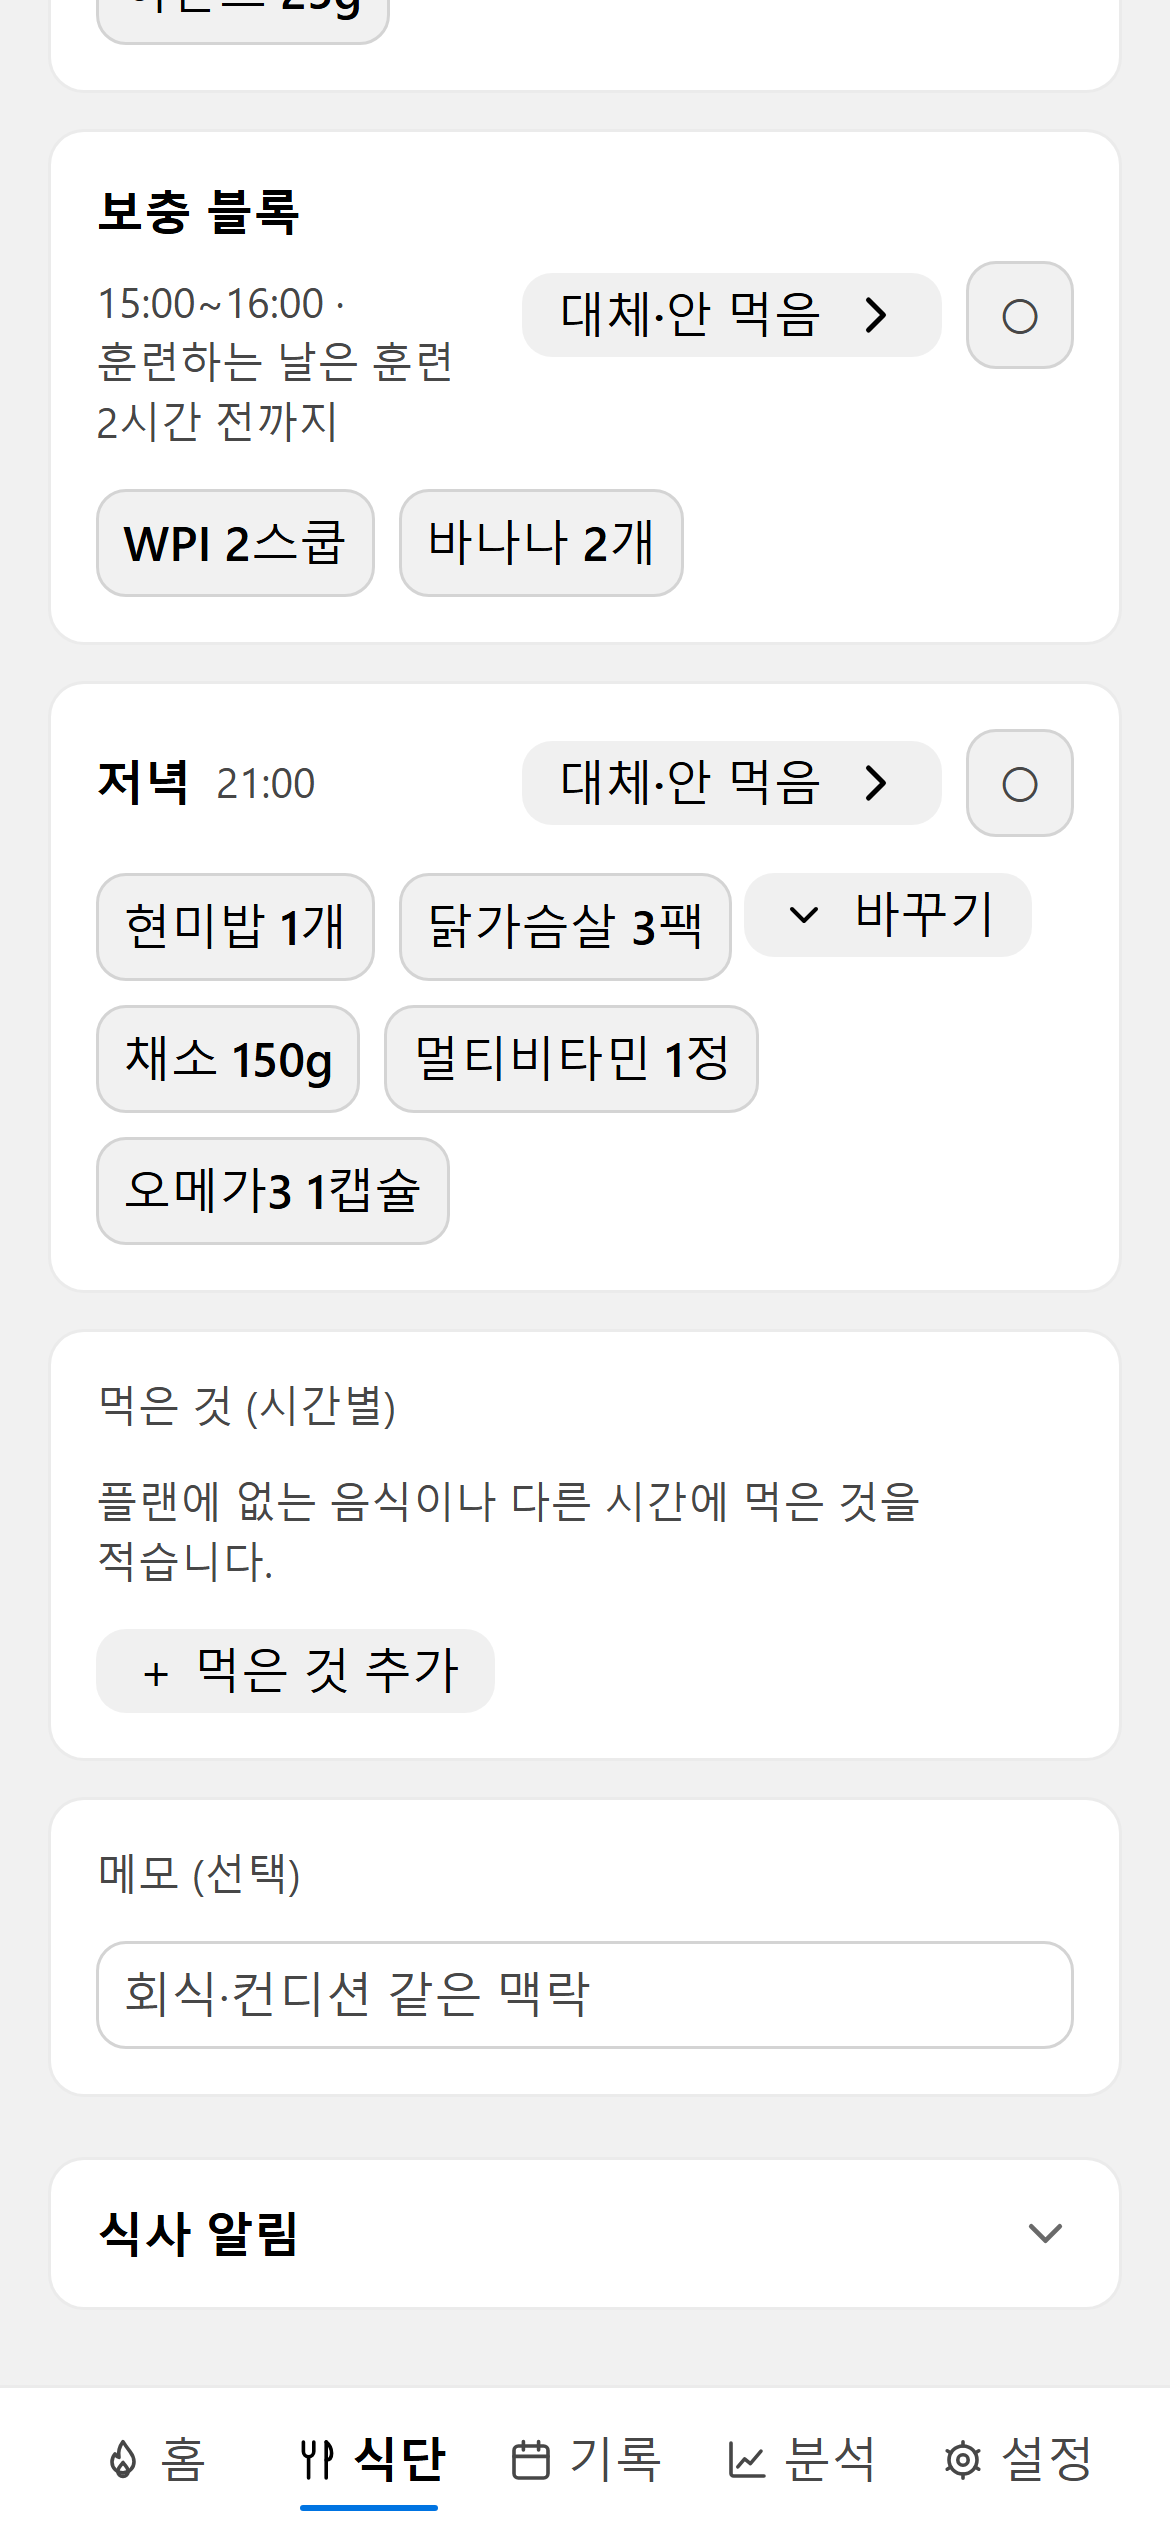 25g
보충 블록
15:00~16:00 ·
훈련하는 날은 훈련
2시간 전까지
대체·안 먹음
WPI 2스쿱
바나나 2개
저녁 21:00
대체·안 먹음
현미밥 1개
닭가슴살 3팩
바꾸기
채소 150g
멀티비타민 1정
오메가3 1캡슐
먹은 것 (시간별)
플랜에 없는 음식이나 다른 시간에 먹은 것을
적습니다.
+ 먹은 것 추가
메모 (선택)
회식·컨디션 같은 맥락
식사 알림
홈
식단
기록
분석
설정